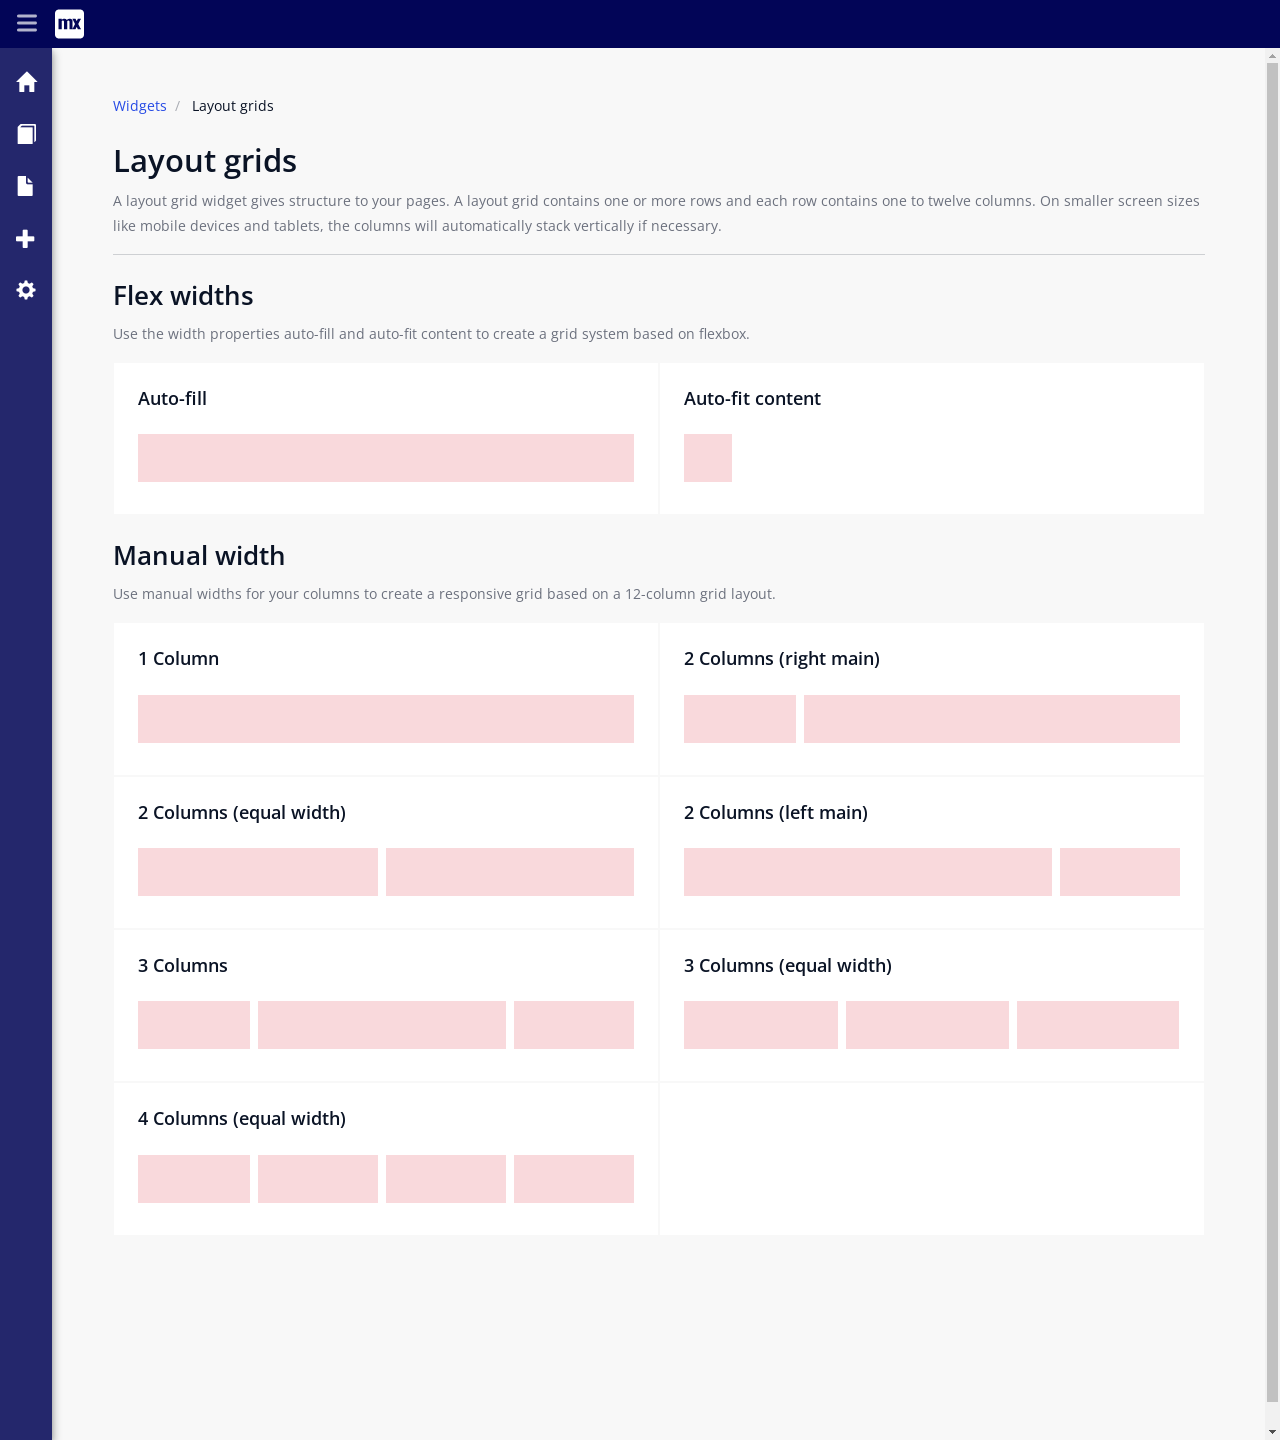 mx
Widgets / Layout grids
Layout grids
A layout grid widget gives structure to your pages. A layout grid contains one or more rows and each row contains one to twelve columns. On smaller screen sizes
like mobile devices and tablets, the columns will automatically stack vertically if necessary.
Flex widths
Use the width properties auto-fill and auto-fit content to create a grid system based on flexbox.
Auto-fill
Auto-fit content
Manual width
Use manual widths for your columns to create a responsive grid based on a 12-column grid layout.
1 Column
2 Columns (right main)
2 Columns (equal width)
2 Columns (left main)
3 Columns
3 Columns (equal width)
4 Columns (equal width)